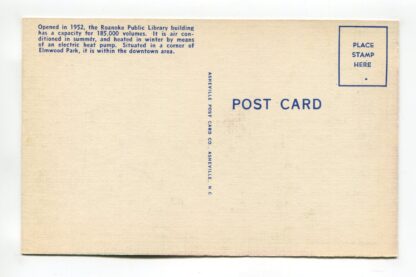 Opened in 1952, the Roanoke Public Library building
has a capacity for 185,000 volumes. It is air con-
ditioned in summer, and heated in winter by means
of an electric heat pump. Situated in a corner of
Elmwood Park, it is within the downtown area.
ASHEVILLE POST CARD CO. ASHEVILLE, N. C.
POST CARD
PLACE
STAMP
HERE